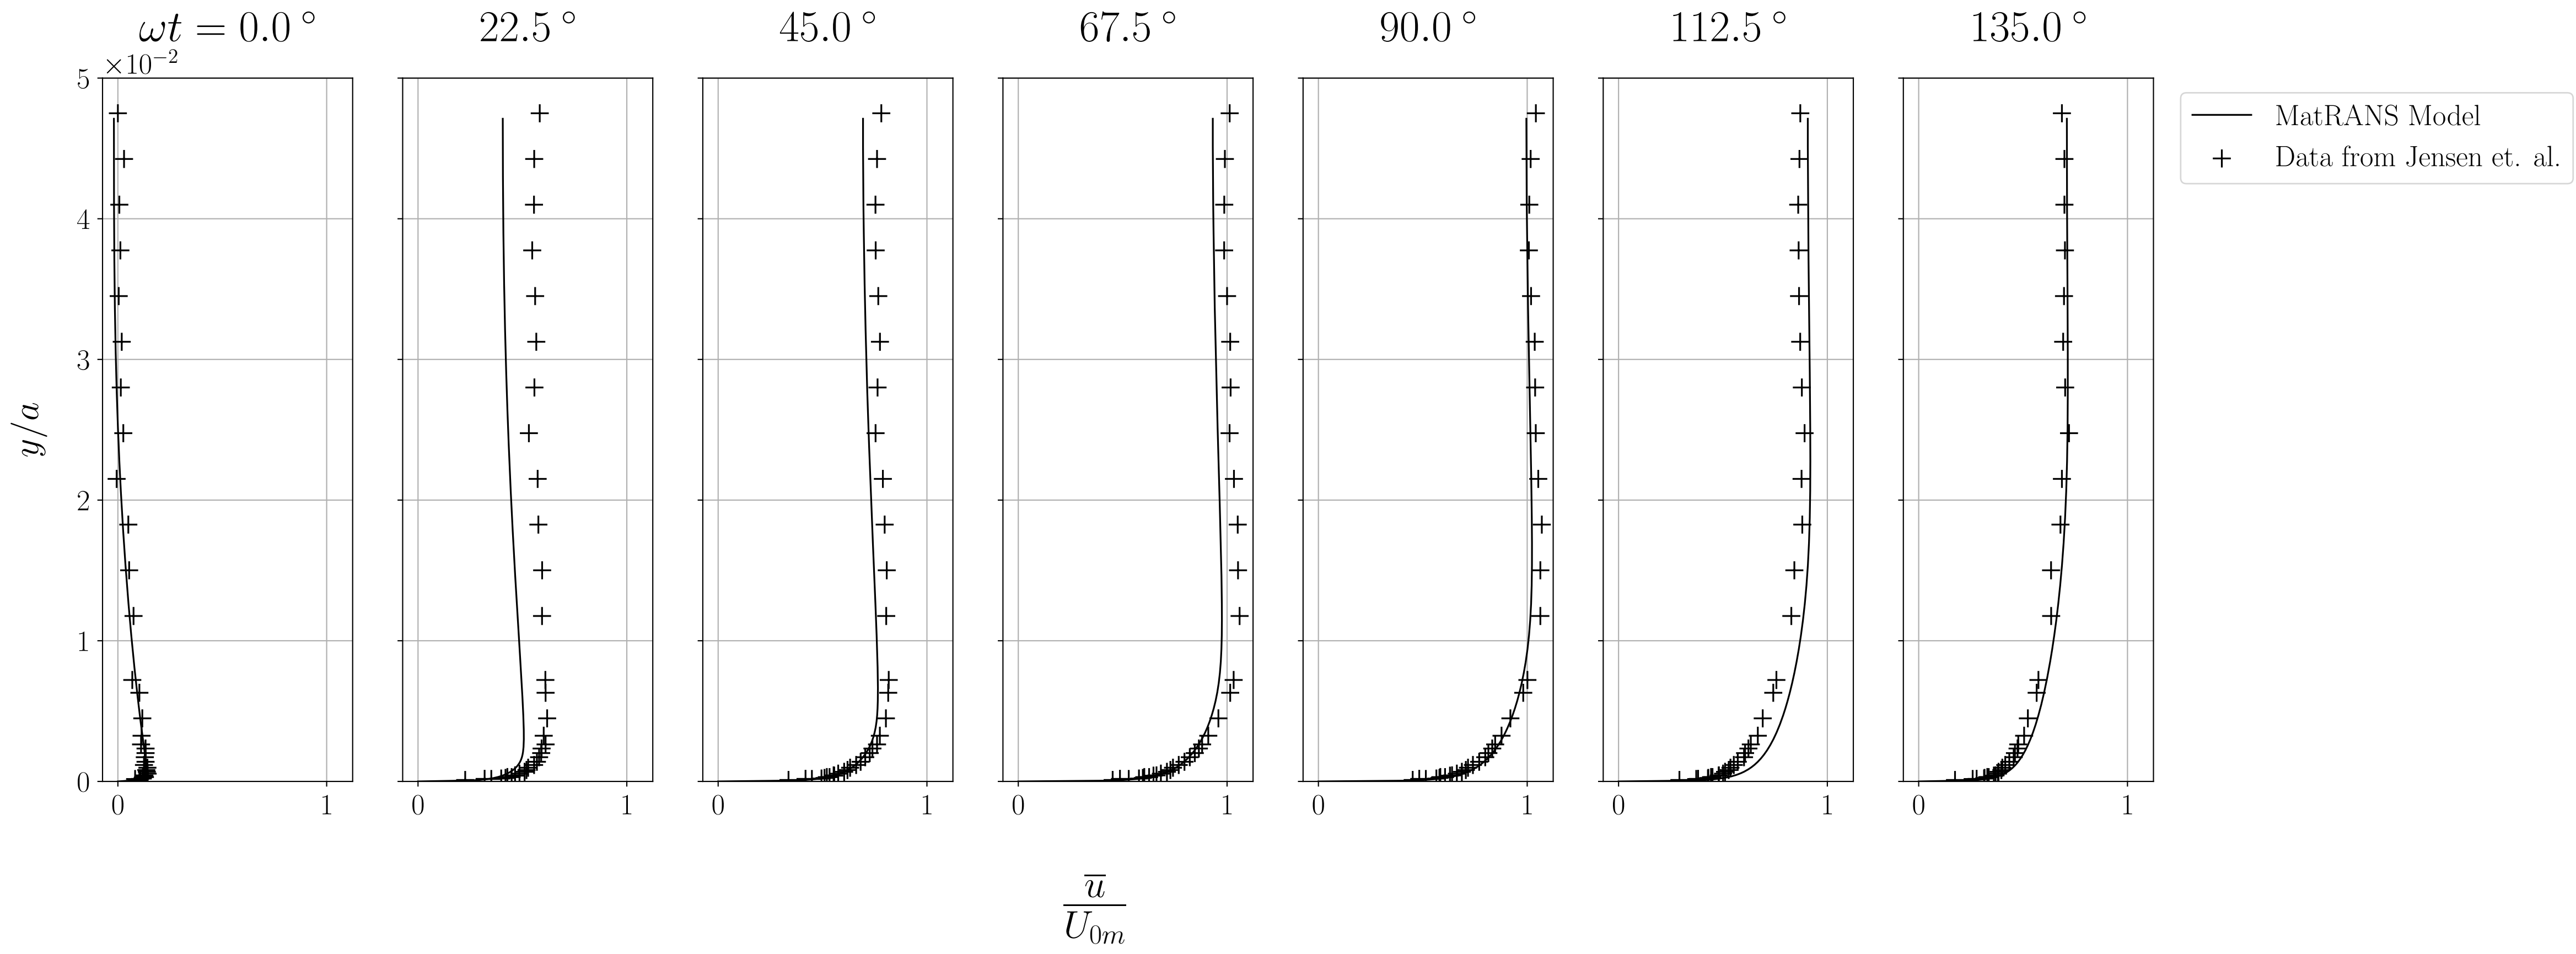 ωt = 0.0° 22.5° 45.0° 67.5° 90.0° 112.5° 135.0°
×10⁻²
5
4
3
2
1
0
y/a
0 1 0 1 0 1 0 1 0 1 0 1 0 1
u̅
U₀ₘ
MatRANS Model
Data from Jensen et. al.